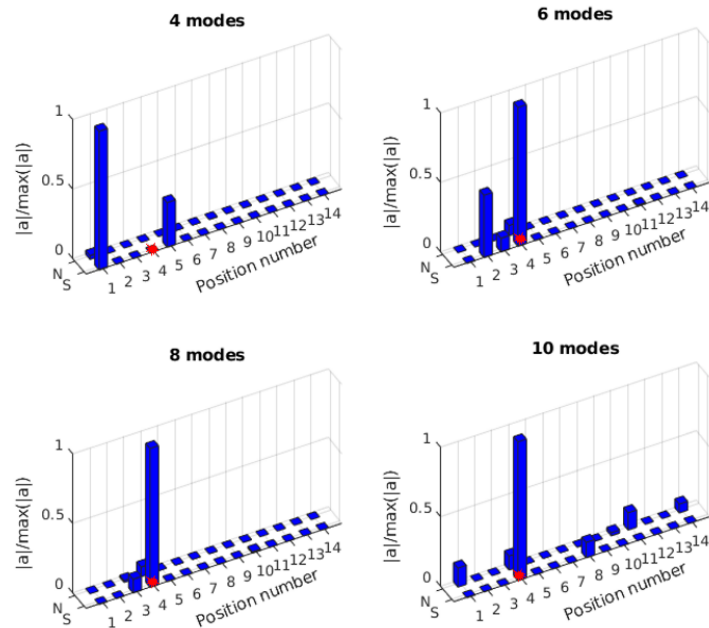 4 modes
|a|/max(|a|)
1
0.5
0
N
S
1 2 3 4 5 6 7 8 9 10 11 12 13 14
Position number
6 modes
|a|/max(|a|)
1
0.5
0
N
S
1 2 3 4 5 6 7 8 9 10 11 12 13 14
Position number
8 modes
|a|/max(|a|)
1
0.5
0
N
S
1 2 3 4 5 6 7 8 9 10 11 12 13 14
Position number
10 modes
|a|/max(|a|)
1
0.5
0
N
S
1 2 3 4 5 6 7 8 9 10 11 12 13 14
Position number